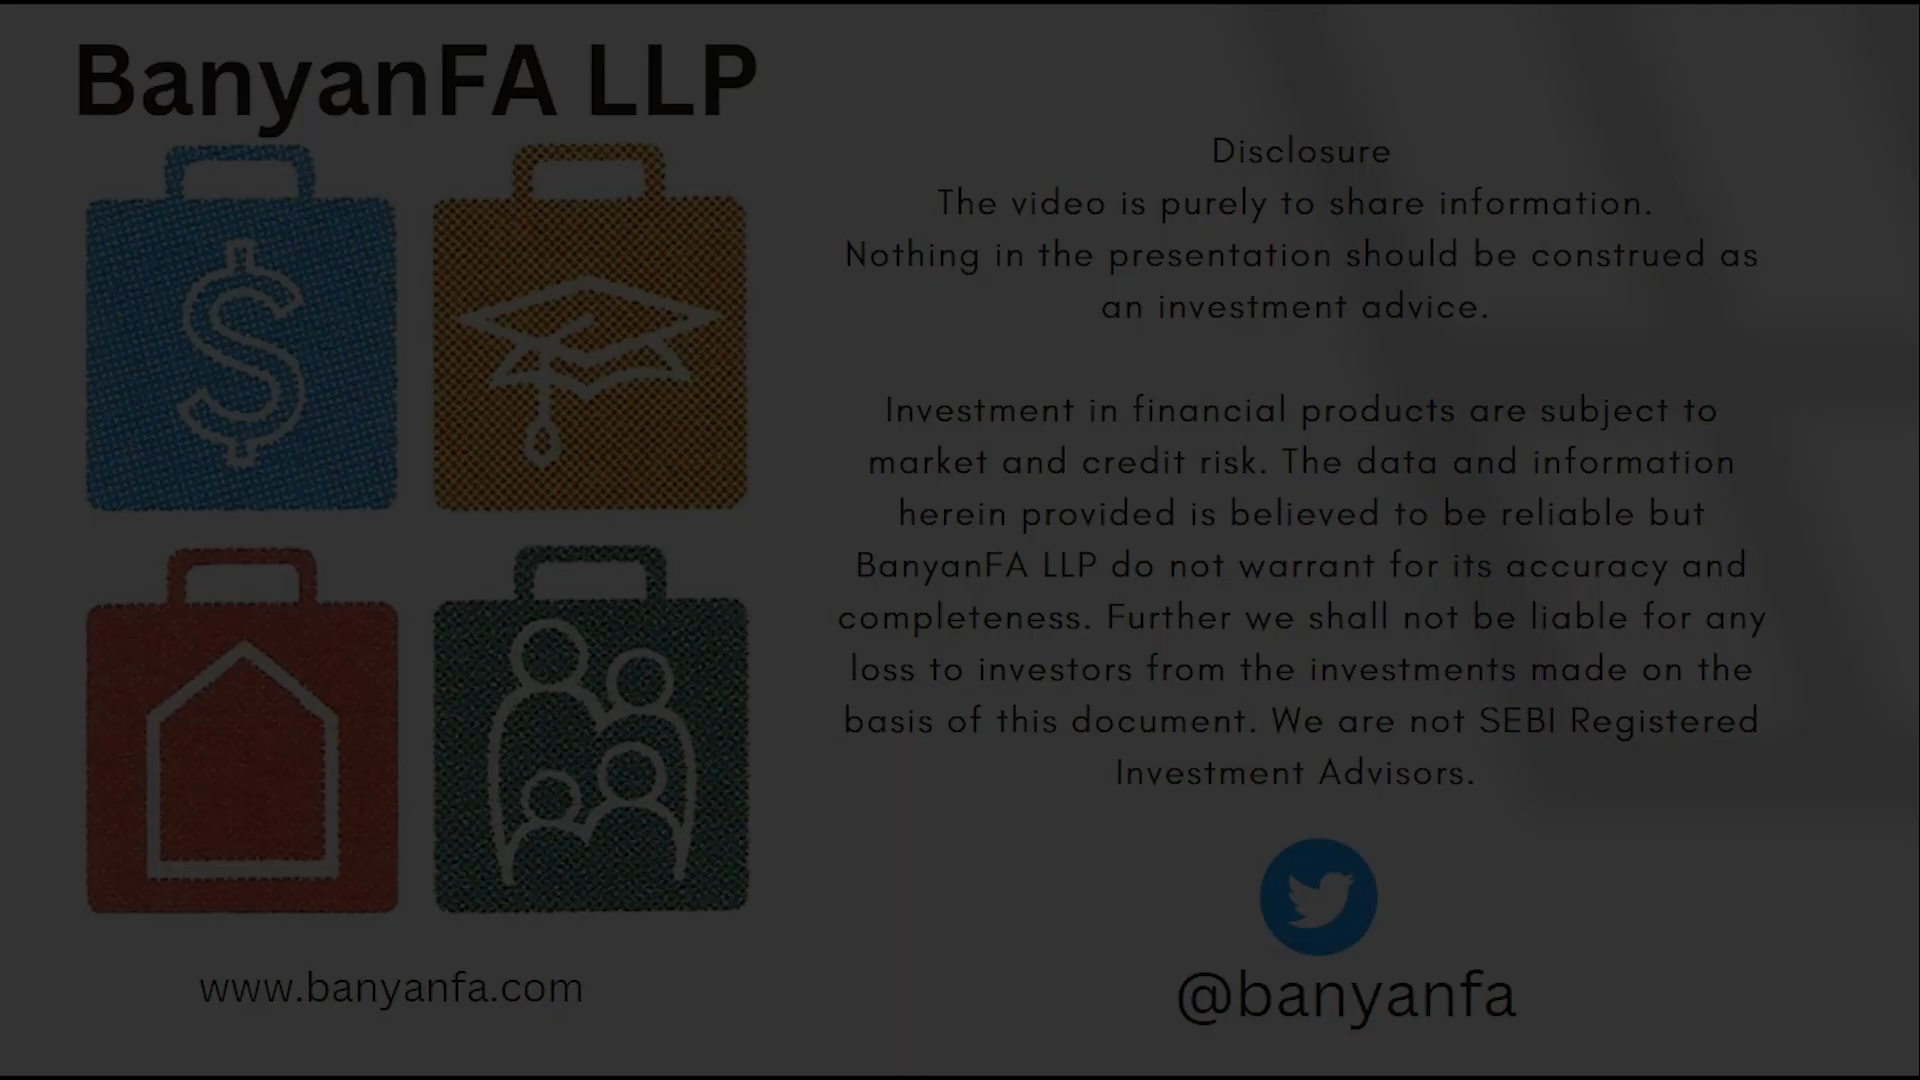 BanyanFA LLP
$
Disclosure
The video is purely to share information.
Nothing in the presentation should be construed as
an investment advice.
Investment in financial products are subject to
market and credit risk. The data and information
herein provided is believed to be reliable but
BanyanFA LLP do not warrant for its accuracy and
completeness. Further we shall not be liable for any
loss to investors from the investments made on the
basis of this document. We are not SEBI Registered
Investment Advisors.
www.banyanfa.com
@banyanfa